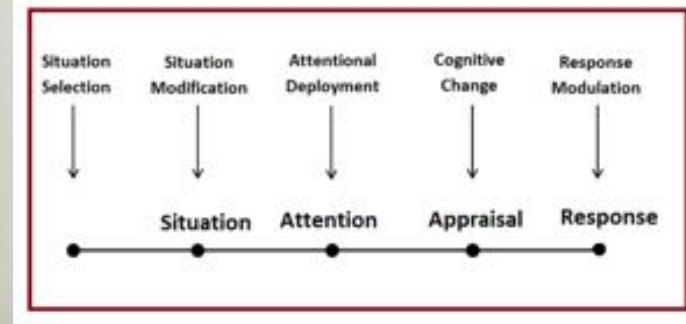 Situation
Selection
Situation
Modification
Attentional
Deployment
Cognitive
Change
Response
Modulation
Situation
Attention
Appraisal
Response